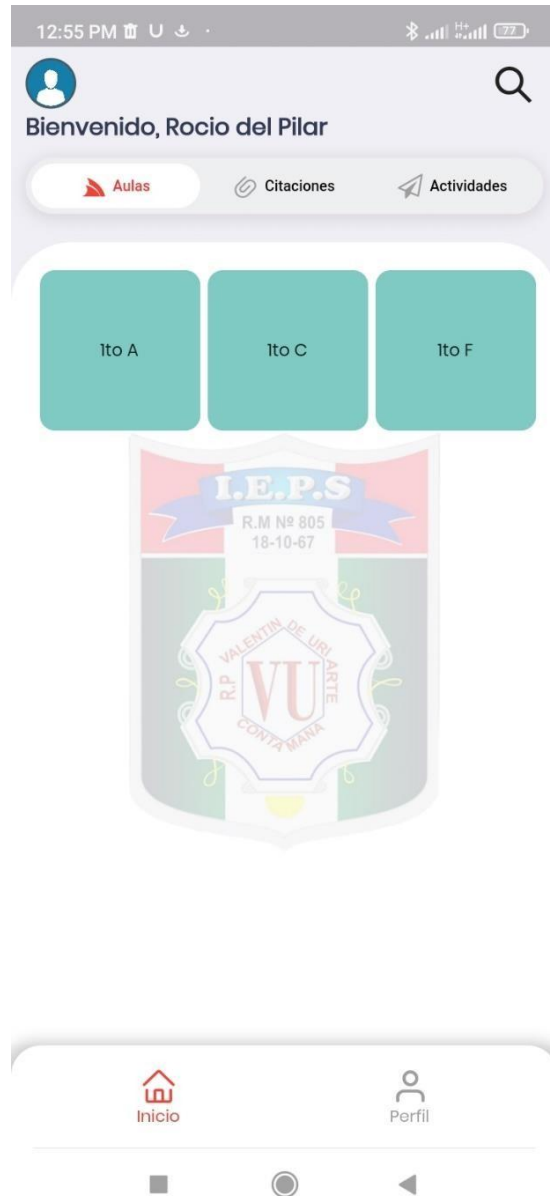 12:55 PM
77
Bienvenido, Rocio del Pilar
Aulas Citaciones Actividades
1to A 1to C 1to F
I.E.P.S
R.M Nº 805
18-10-67
R.P VALENTIN DE URIARTE
VU
CONTAMANA
Inicio Perfil